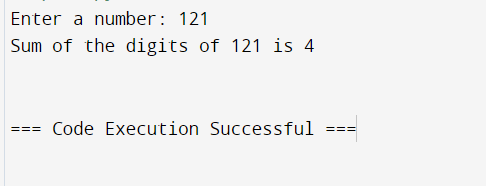 Enter a number: 121
Sum of the digits of 121 is 4
=== Code Execution Successful ===